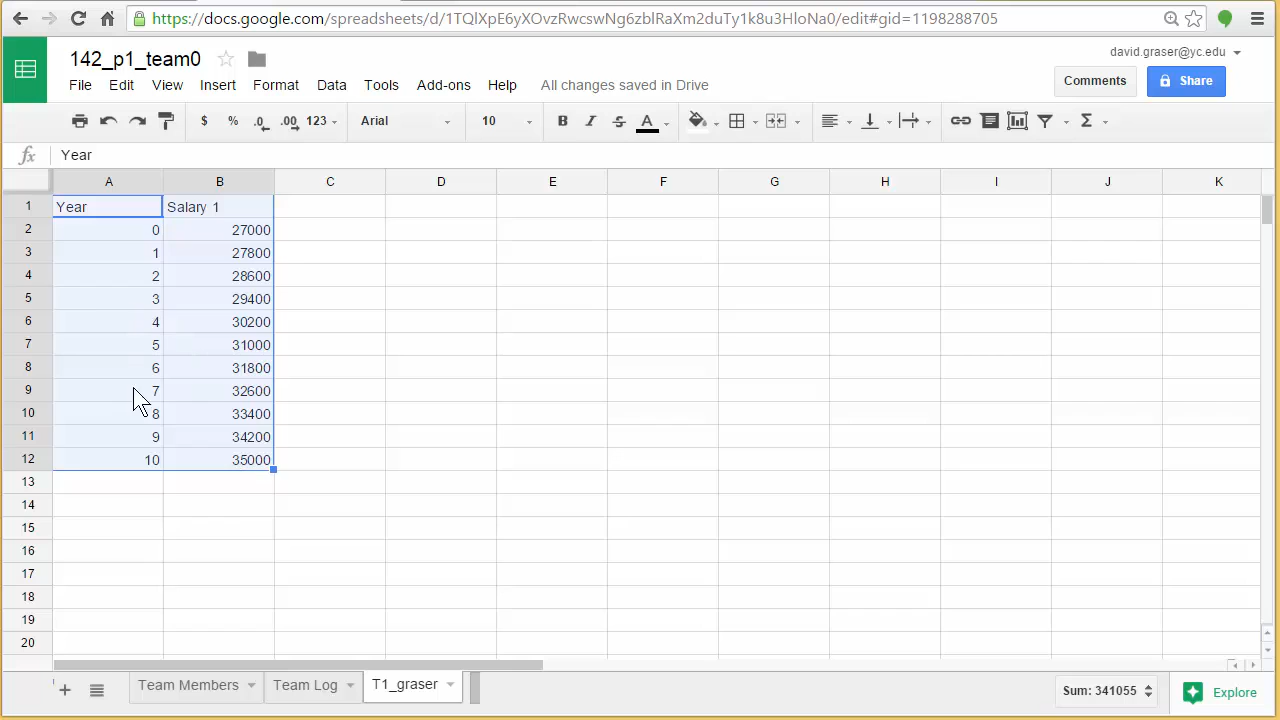 https://docs.google.com/spreadsheets/d/1TQlXpE6yXOvzRwcswNg6zblRaXm2duTy1t8u3HloNa0/edit#gid=1198208705
142_p1_team0
david.graser@yc.edu
File Edit View Insert Format Data Tools Add-ons Help All changes saved in Drive
Comments Share
$ % .0 .00 123 Arial 10 B I S A Σ
fx Year
A B C D E F G H I J K
1 Year Salary 1
2 0 27000
3 1 27800
4 2 28600
5 3 29400
6 4 30200
7 5 31000
8 6 31800
9 7 32600
10 8 33400
11 9 34200
12 10 35000
13
14
15
16
17
18
19
20
+ Team Members Team Log T1_graser Sum: 341055 Explore